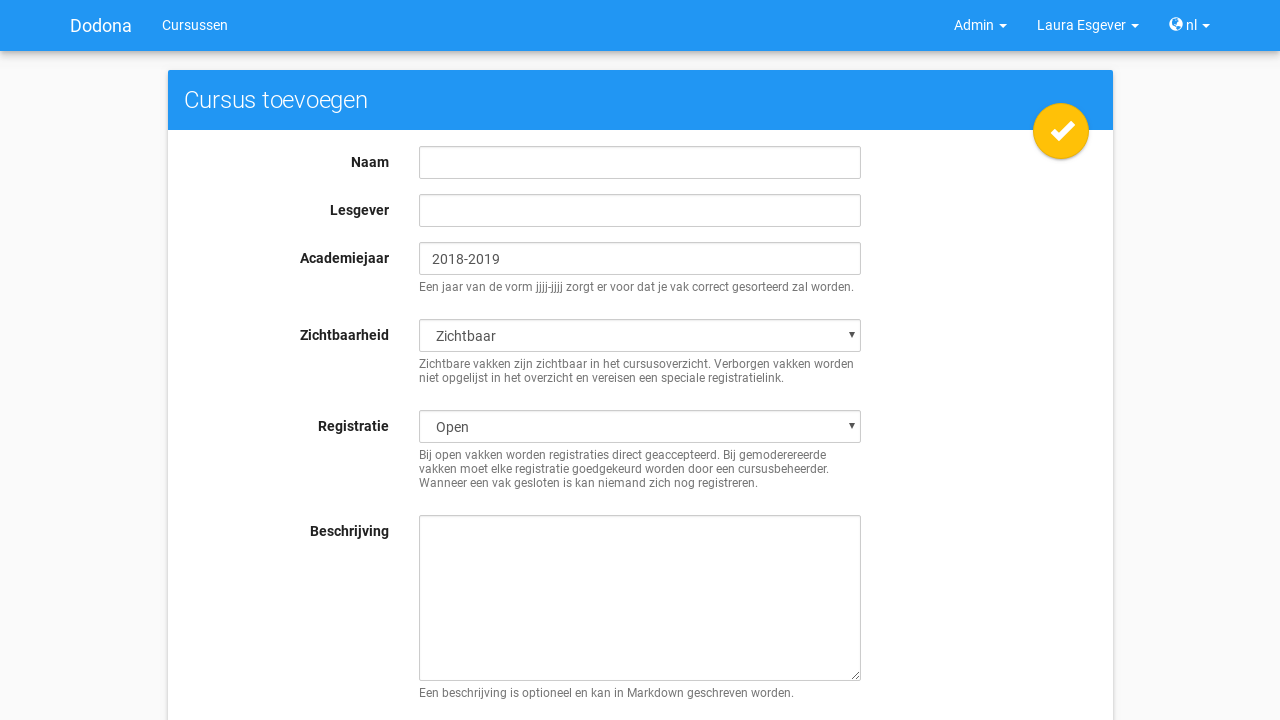 Dodona Cursussen Admin Laura Esgever nl
Cursus toevoegen
Naam
Lesgever
Academiejaar 2018-2019
Een jaar van de vorm jjjj-jjjj zorgt er voor dat je vak correct gesorteerd zal worden.
Zichtbaarheid Zichtbaar
Zichtbare vakken zijn zichtbaar in het cursusoverzicht. Verborgen vakken worden
niet opgelijst in het overzicht en vereisen een speciale registratielink.
Registratie Open
Bij open vakken worden registraties direct geaccepteerd. Bij gemoderereerde
vakken moet elke registratie goedgekeurd worden door een cursusbeheerder.
Wanneer een vak gesloten is kan niemand zich nog registreren.
Beschrijving
Een beschrijving is optioneel en kan in Markdown geschreven worden.